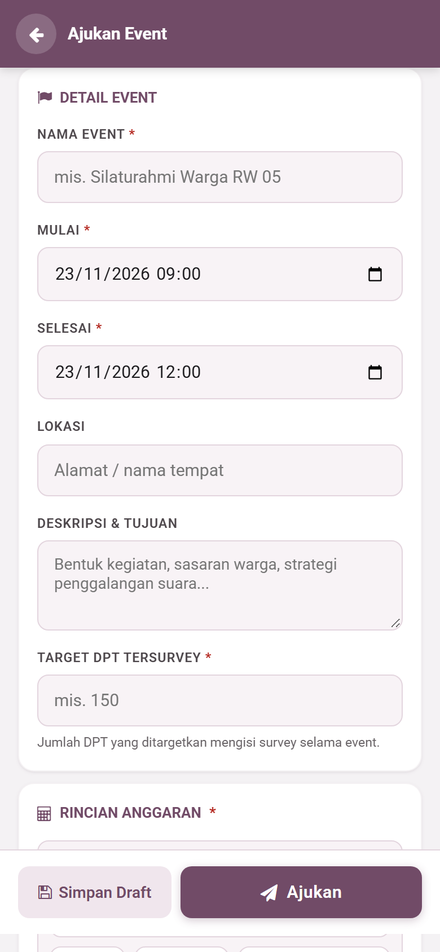 Ajukan Event
DETAIL EVENT
NAMA EVENT *
mis. Silaturahmi Warga RW 05
MULAI *
23/11/2026 09:00
SELESAI *
23/11/2026 12:00
LOKASI
Alamat / nama tempat
DESKRIPSI & TUJUAN
Bentuk kegiatan, sasaran warga, strategi
penggalangan suara...
TARGET DPT TERSURVEY *
mis. 150
Jumlah DPT yang ditargetkan mengisi survey selama event.
RINCIAN ANGGARAN *
Simpan Draft
Ajukan